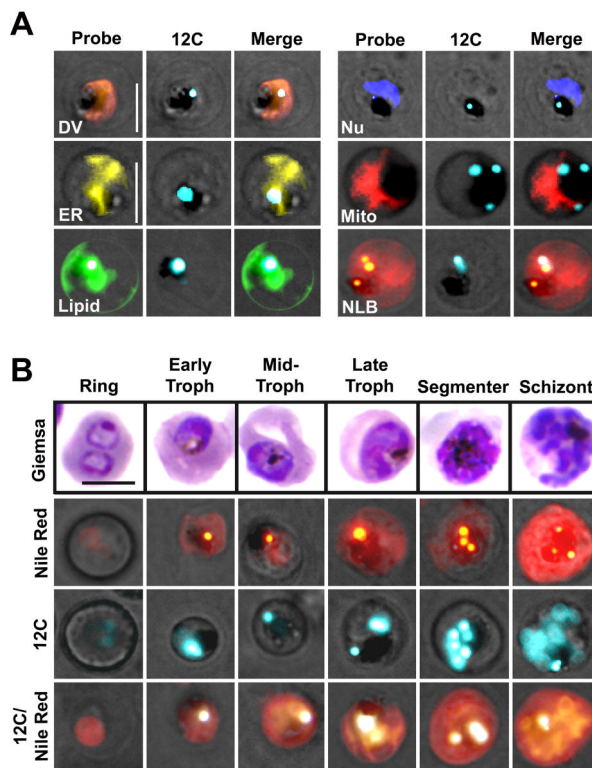 A
Probe 12C Merge Probe 12C Merge
DV Nu
ER Mito
Lipid NLB
B
Ring Early Troph Mid-Troph Late Troph Segmenter Schizont
Giemsa
Nile Red
12C
12C/ Nile Red